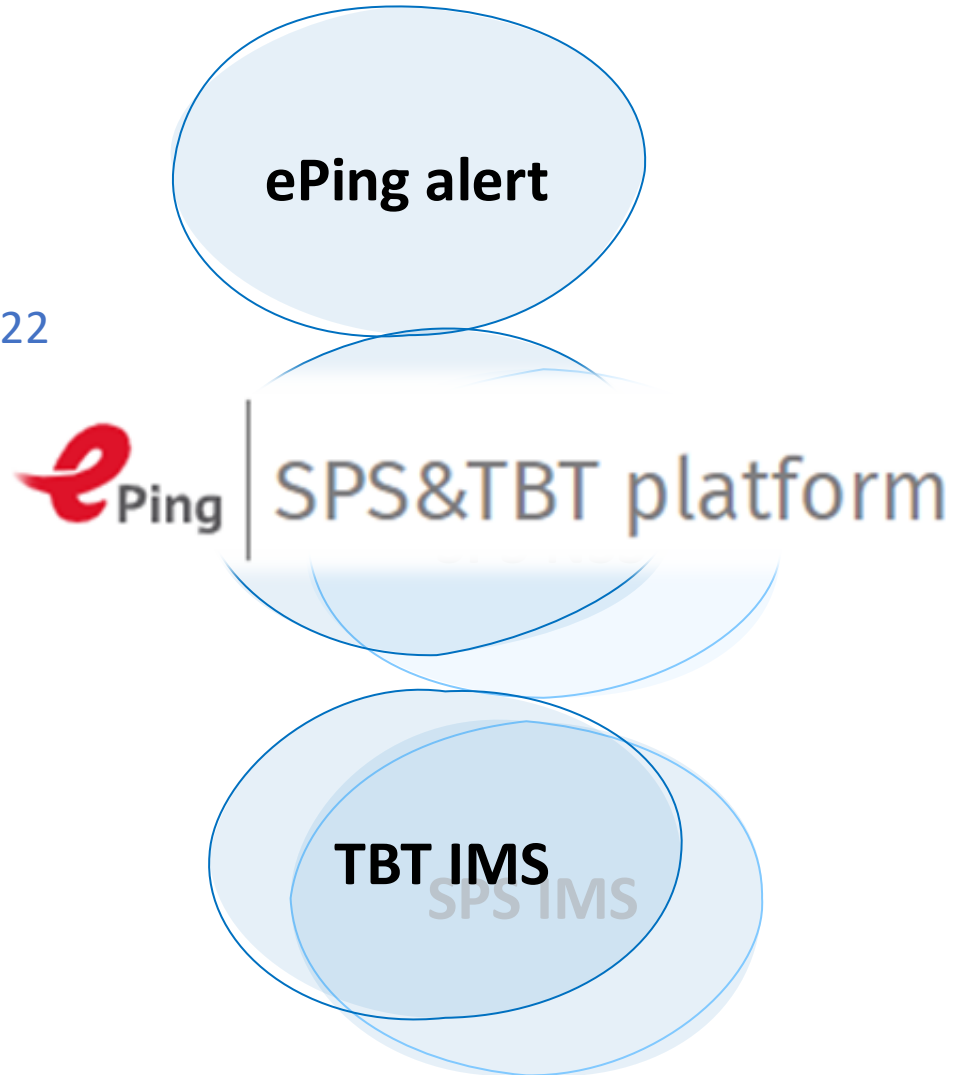 ePing alert
22
ePing
SPS&TBT platform
TBT IMS
SPS IMS